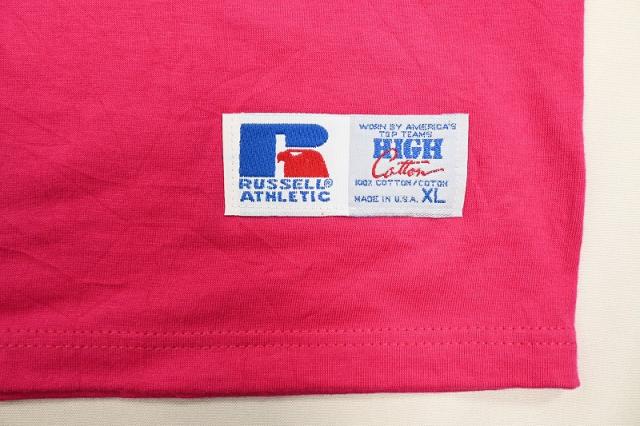 RUSSELL®
ATHLETIC
WORN BY AMERICA'S
TOP TEAMS
HIGH
Cotton
100% COTTON/COTON
MADE IN U.S.A. XL